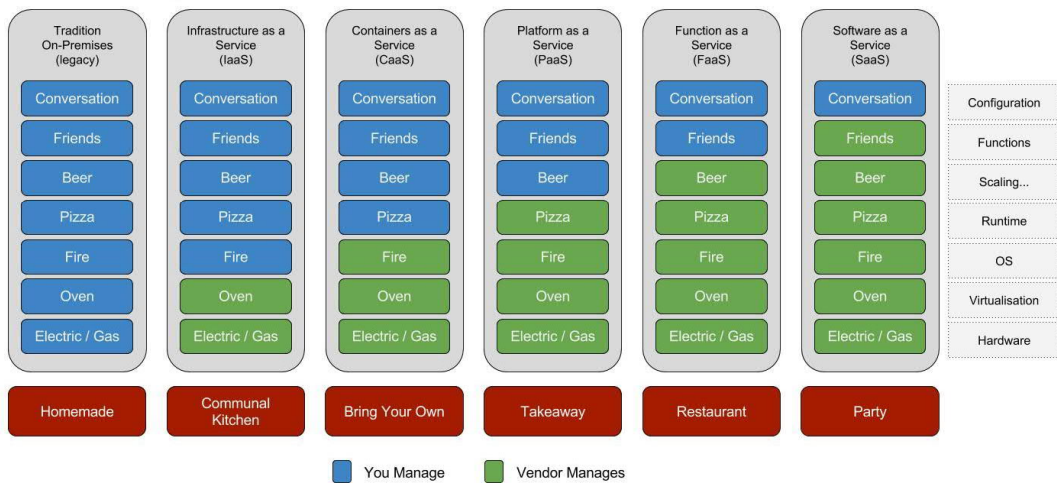 Tradition
On-Premises
(legacy)
Infrastructure as a
Service
(IaaS)
Containers as a
Service
(CaaS)
Platform as a
Service
(PaaS)
Function as a
Service
(FaaS)
Software as a
Service
(SaaS)
Conversation
Conversation
Conversation
Conversation
Conversation
Conversation
Configuration
Friends
Friends
Friends
Friends
Friends
Friends
Functions
Beer
Beer
Beer
Beer
Beer
Beer
Scaling...
Pizza
Pizza
Pizza
Pizza
Pizza
Pizza
Runtime
Fire
Fire
Fire
Fire
Fire
Fire
OS
Oven
Oven
Oven
Oven
Oven
Oven
Virtualisation
Electric / Gas
Electric / Gas
Electric / Gas
Electric / Gas
Electric / Gas
Electric / Gas
Hardware
Homemade
Communal
Kitchen
Bring Your Own
Takeaway
Restaurant
Party
You Manage
Vendor Manages